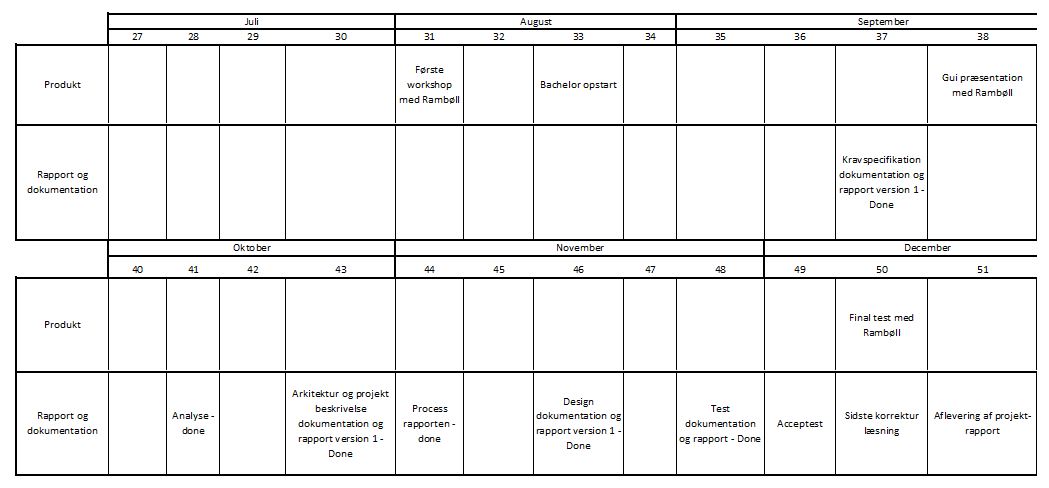 Juli August September
27 28 29 30 31 32 33 34 35 36 37 38
Produkt
Første
workshop
med Rambøll
Bachelor opstart
Gui præsentation
med Rambøll
Rapport og
dokumentation
Kravspecifikation
dokumentation og
rapport version 1 -
Done
Oktober November December
40 41 42 43 44 45 46 47 48 49 50 51
Produkt
Final test med
Rambøll
Rapport og
dokumentation
Analyse -
done
Arkitektur og projekt
beskrivelse
dokumentation og
rapport version 1 -
Done
Process
rapporten -
done
Design
dokumentation og
rapport version 1 -
Done
Test
dokumentation
og rapport - Done
Acceptest
Sidste korrektur
læsning
Aflevering af projekt-
rapport